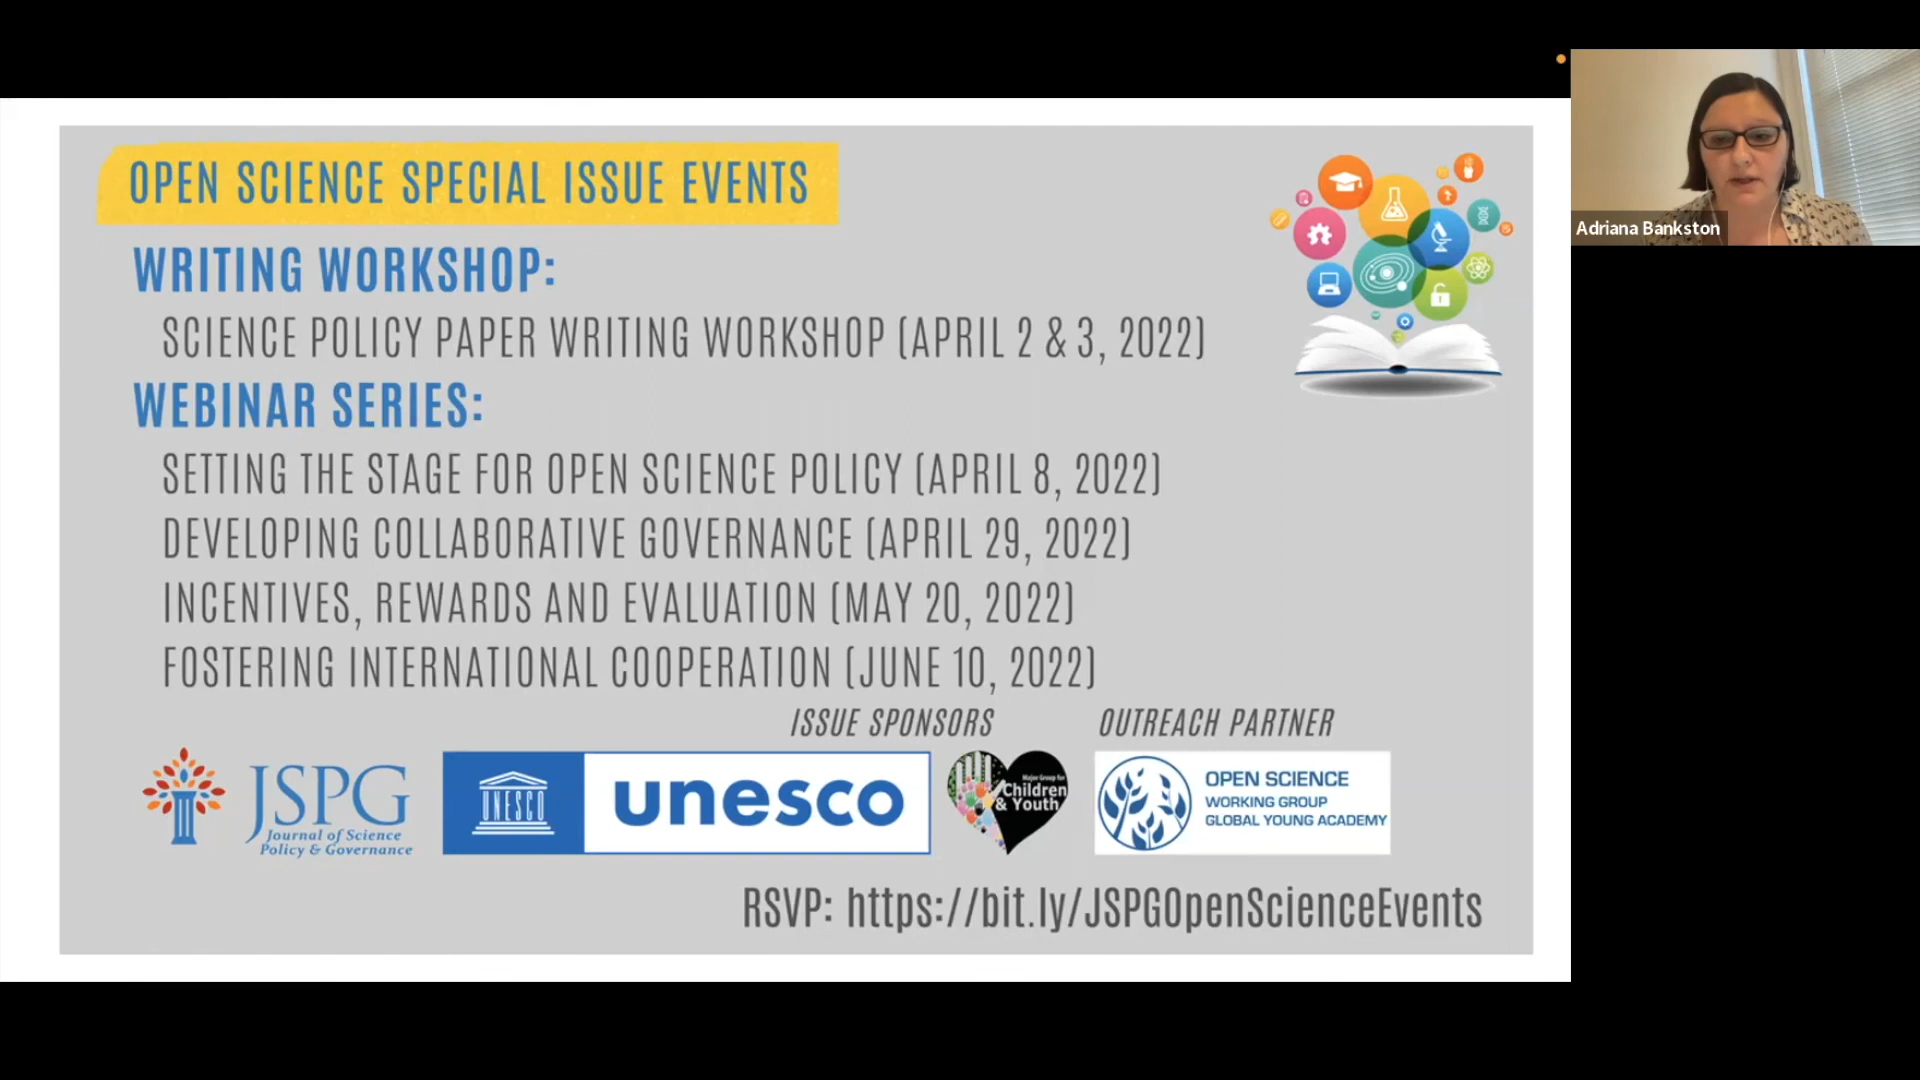 OPEN SCIENCE SPECIAL ISSUE EVENTS
WRITING WORKSHOP:
SCIENCE POLICY PAPER WRITING WORKSHOP (APRIL 2 & 3, 2022)
WEBINAR SERIES:
SETTING THE STAGE FOR OPEN SCIENCE POLICY (APRIL 8, 2022)
DEVELOPING COLLABORATIVE GOVERNANCE (APRIL 29, 2022)
INCENTIVES, REWARDS AND EVALUATION (MAY 20, 2022)
FOSTERING INTERNATIONAL COOPERATION (JUNE 10, 2022)
ISSUE SPONSORS
OUTREACH PARTNER
JSPG
Journal of Science
Policy & Governance
UNESCO
unesco
Major Group for
Children
& Youth
OPEN SCIENCE
WORKING GROUP
GLOBAL YOUNG ACADEMY
RSVP: https://bit.ly/JSPGOpenScienceEvents
Adriana Bankston